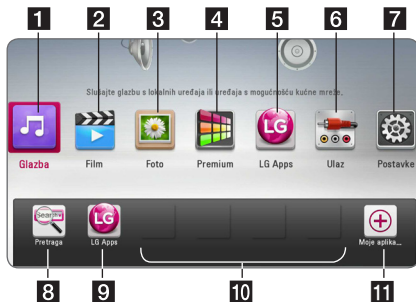 1 2 3 4 5 6 7
Slušajte glazbu s lokalnih uređaja ili uređaja s mogućnošću kućne mreže.
LG
Glazba Film Foto Premium LG Apps Ulaz Postavke
Search LG
Pretraga LG Apps Moje aplika...
8 9 10 11